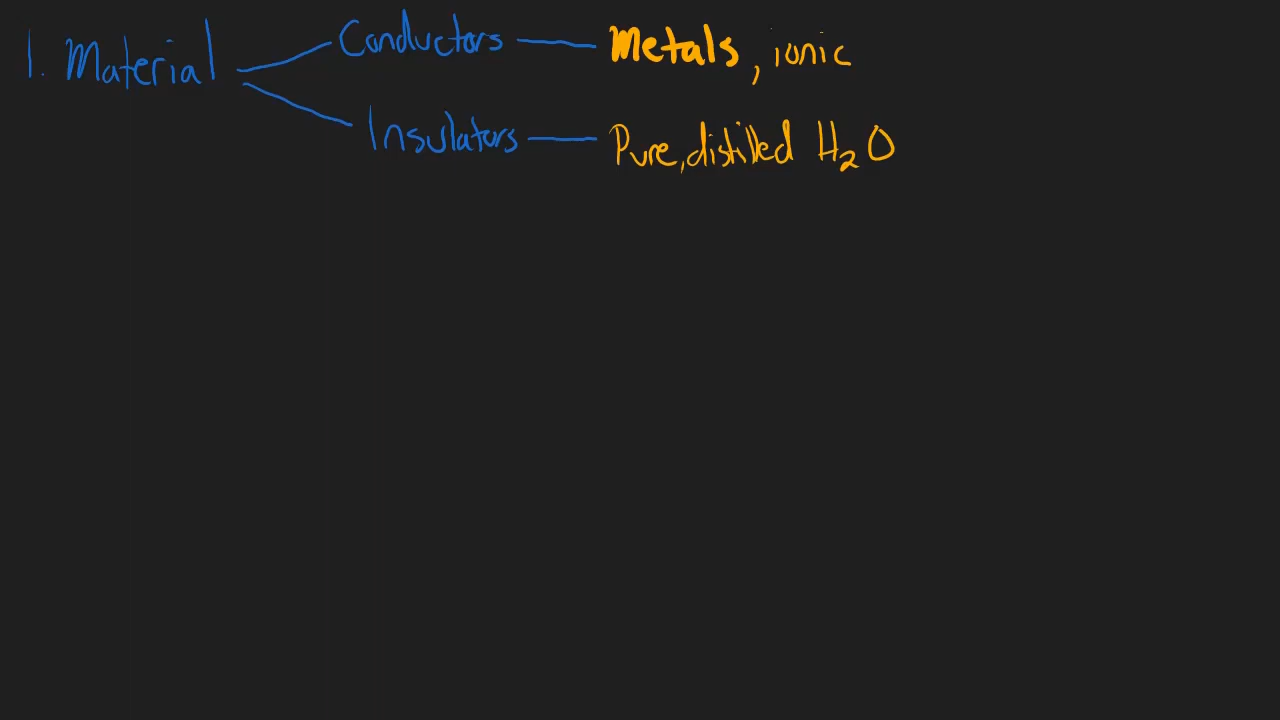 1. Material
Conductors — Metals, ionic
Insulators — Pure, distilled H₂O